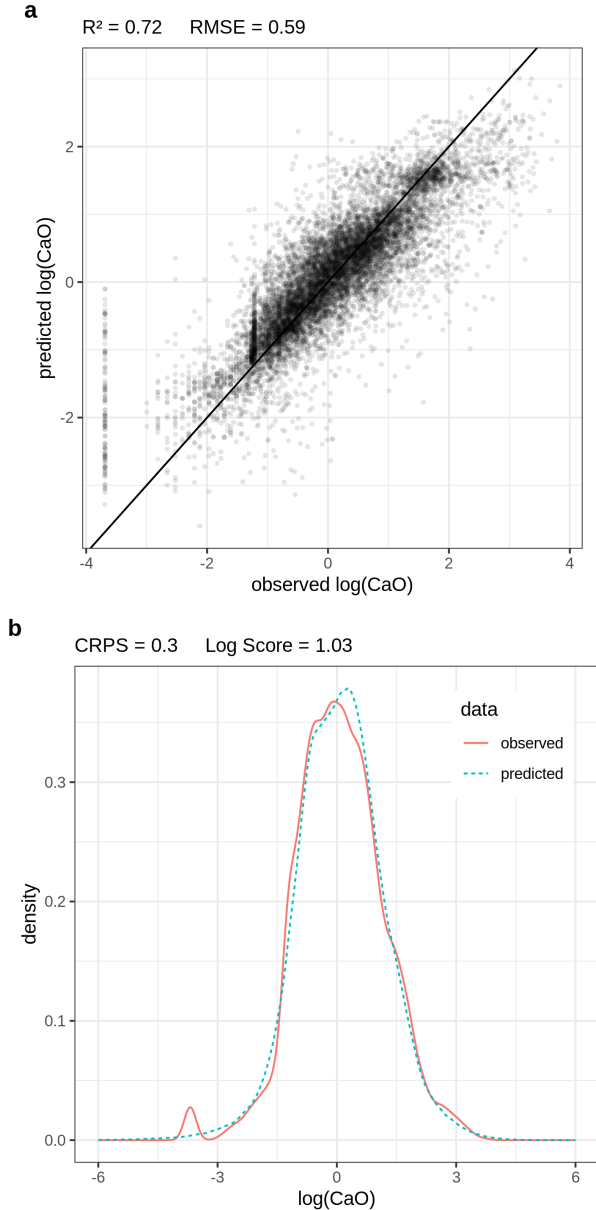 a
R² = 0.72 RMSE = 0.59
predicted log(CaO)
2
0
-2
-4 -2 0 2 4
observed log(CaO)
b
CRPS = 0.3 Log Score = 1.03
density
0.3
0.2
0.1
0.0
data
observed
predicted
-6 -3 0 3 6
log(CaO)